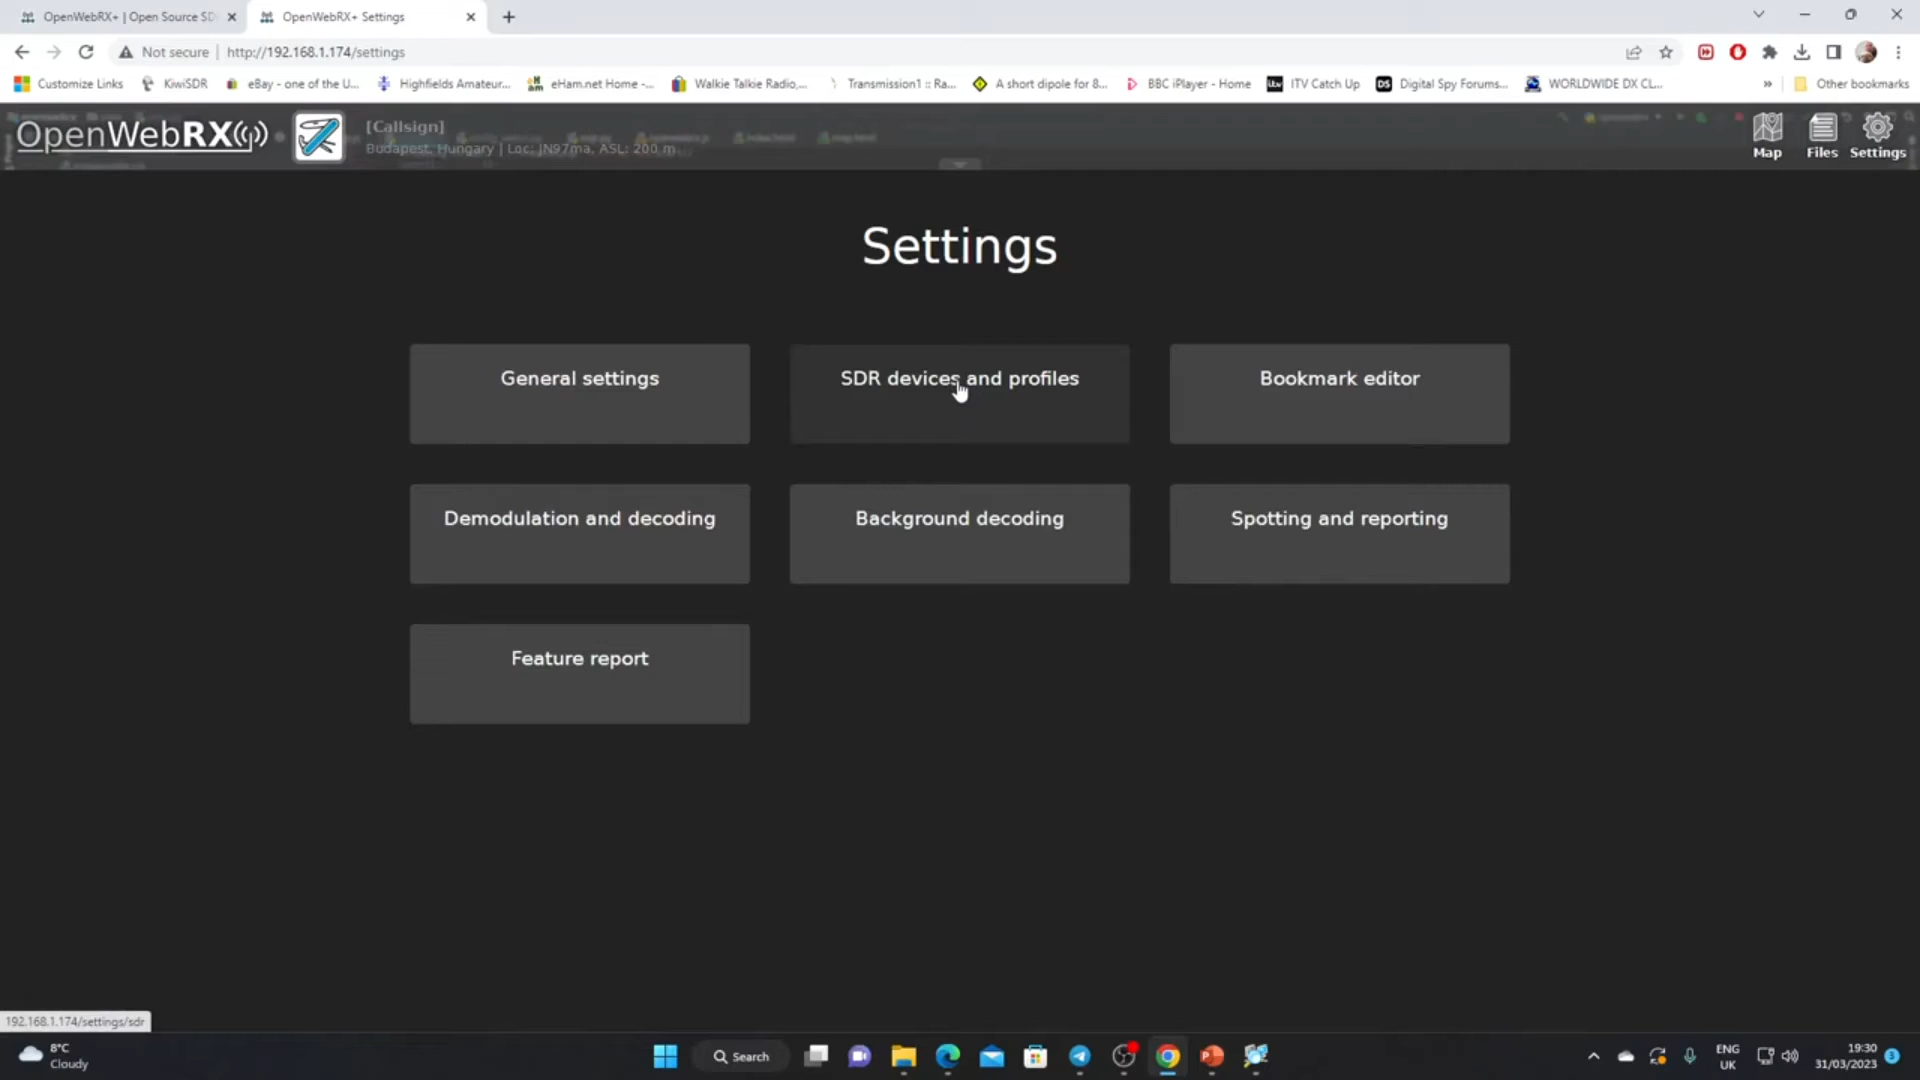 OpenWebRX+ | Open Source SD
OpenWebRX+ Settings
Not secure
http://192.168.1.174/settings
Customize Links
KiwiSDR
eBay - one of the U...
Highfields Amateur...
eHam.net Home -...
Walkie Talkie Radio,...
Transmission1 :: Ra...
A short dipole for 8...
BBC iPlayer - Home
ITV Catch Up
Digital Spy Forums...
WORLDWIDE DX CL...
»
Other bookmarks
OpenWebRX
[Callsign]
Budapest, Hungary | Loc: JN97ma, ASL: 200 m
Map
Files
Settings
Settings
General settings
SDR devices and profiles
Bookmark editor
Demodulation and decoding
Background decoding
Spotting and reporting
Feature report
192.168.1.174/settings/sdr
8°C
Cloudy
Search
ENG
UK
19:30
31/03/2023
3